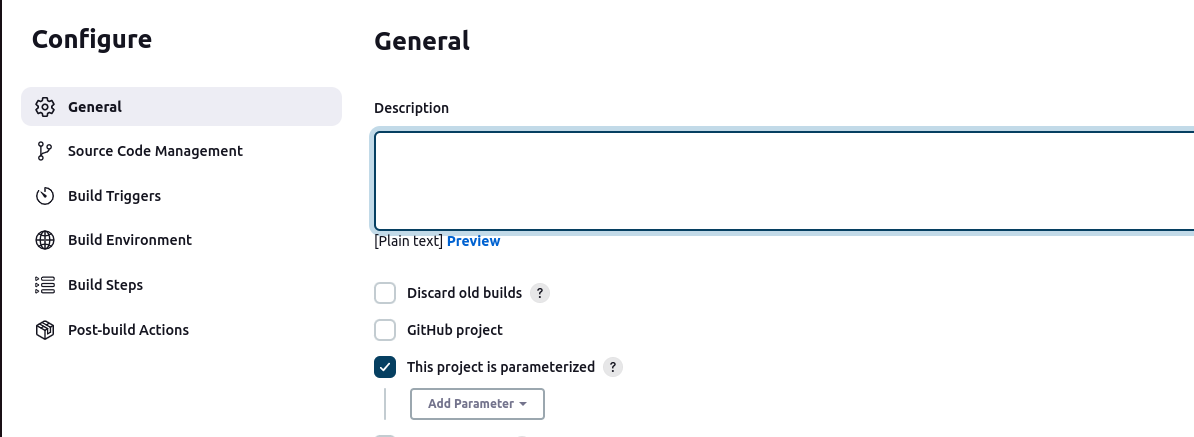 Configure
General
Source Code Management
Build Triggers
Build Environment
Build Steps
Post-build Actions
General
Description
[Plain text] Preview
Discard old builds ?
GitHub project
This project is parameterized ?
Add Parameter